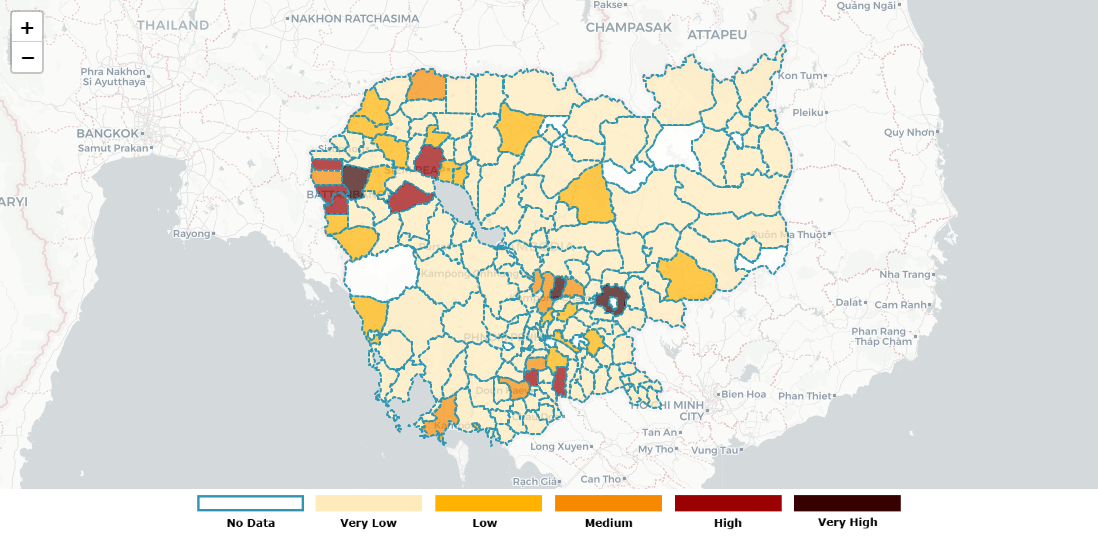 +
−
THAILAND
NAKHON RATCHASIMA
Pakse
Quảng Ngãi
CHAMPASAK
ATTAPEU
Phra Nakhon
Si Ayutthaya
Kon Tum
Pleiku
BANGKOK
Samut Prakan
Quy Nhơn
ARYI
Rayong
Buôn Ma Thuột
Kampong Chhnang
Nha Trang
Dalat
Cam Ranh
Phan Rang -
Tháp Chàm
Bien Hoa
Phan Thiet
HO CHI MINH
CITY
Tan An
My Tho
Vung Tau
Long Xuyen
Rạch Giá
Can Tho
No Data
Very Low
Low
Medium
High
Very High